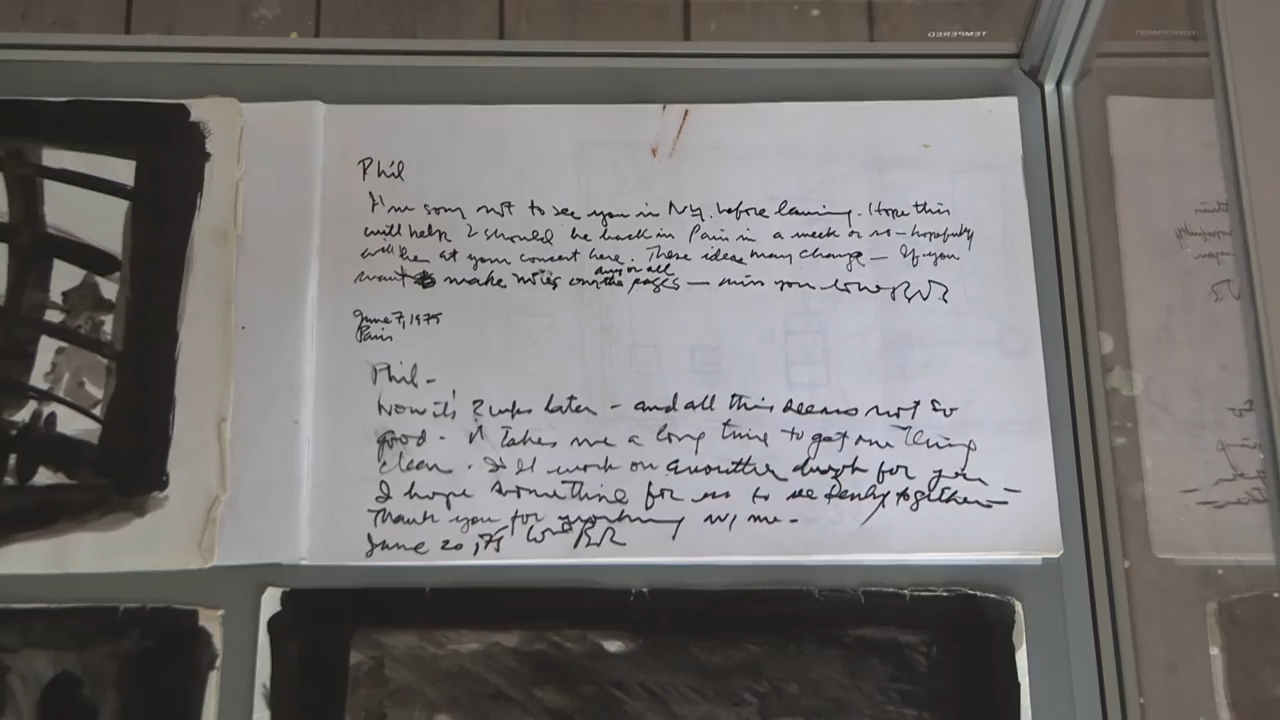 TEMPERED
Phil
I'm sorry not to see you in NY. before leaving. Hope this
will help I should be back in Paris in a week or so - hopefully
will be at your concert here. These ideas may change - If you
want to make notes on any or all the pages - miss you love
June 7, 1975
Paris
Phil -
Now it's 2 wks later - and all this seems not so
good - it takes me a long time to get one thing
clear. I'll work on another for you
I hope something for us to see together -
Thank you for working w/ me -
June 20, 75